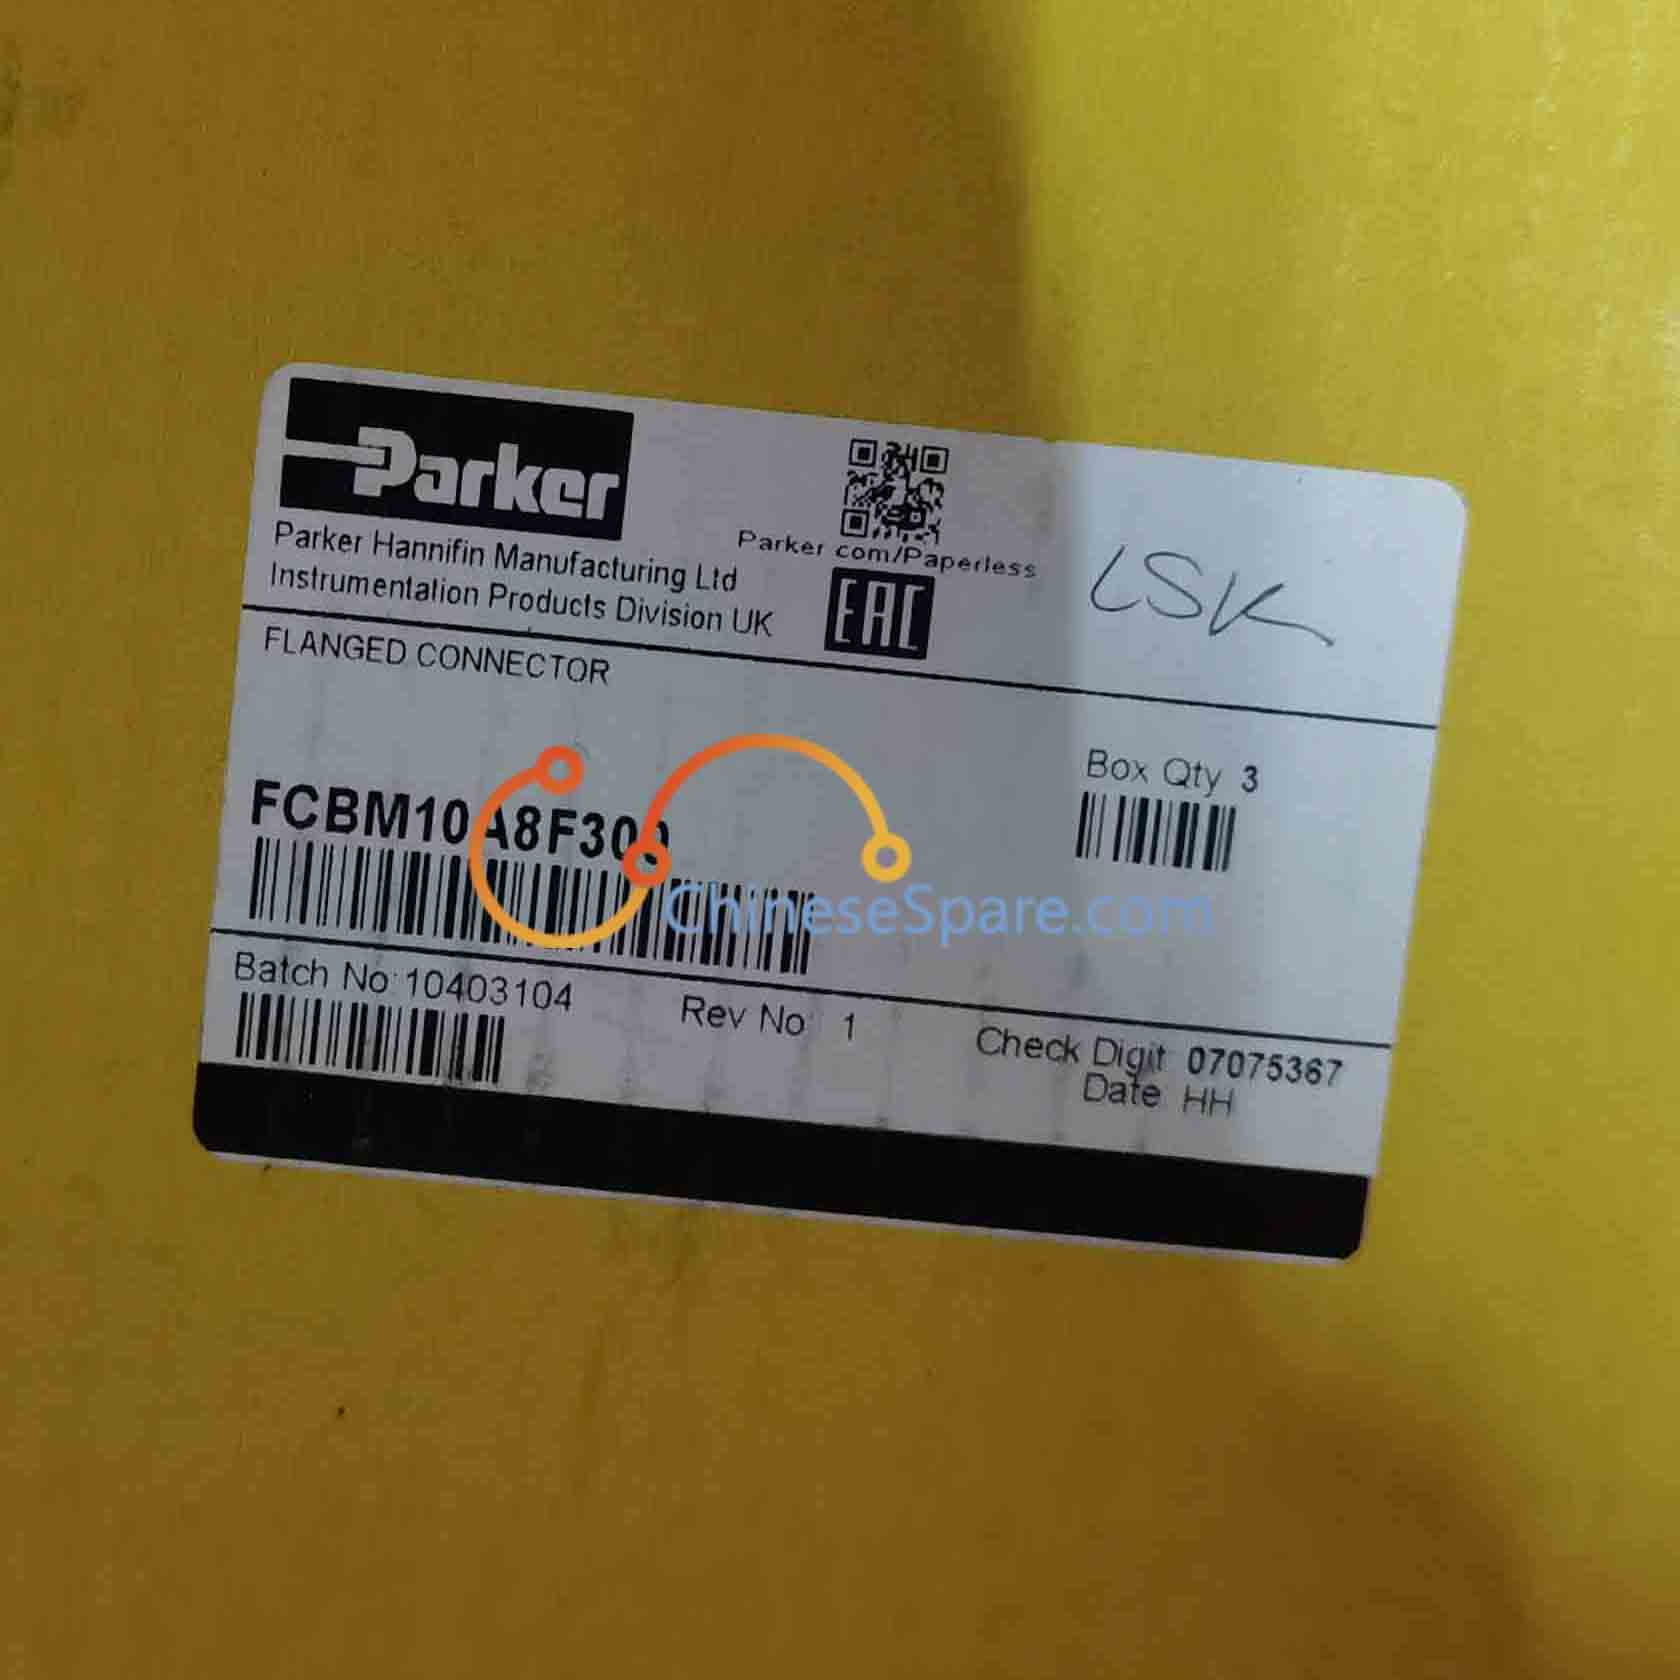 Parker
Parker Hannifin Manufacturing Ltd
Instrumentation Products Division UK
Parker com/Paperless
EAC
LSK
FLANGED CONNECTOR
Box Qty 3
FCBM10A8F300
ChineseSpare.com
Batch No 10403104
Rev No 1
Check Digit 07075367
Date HH